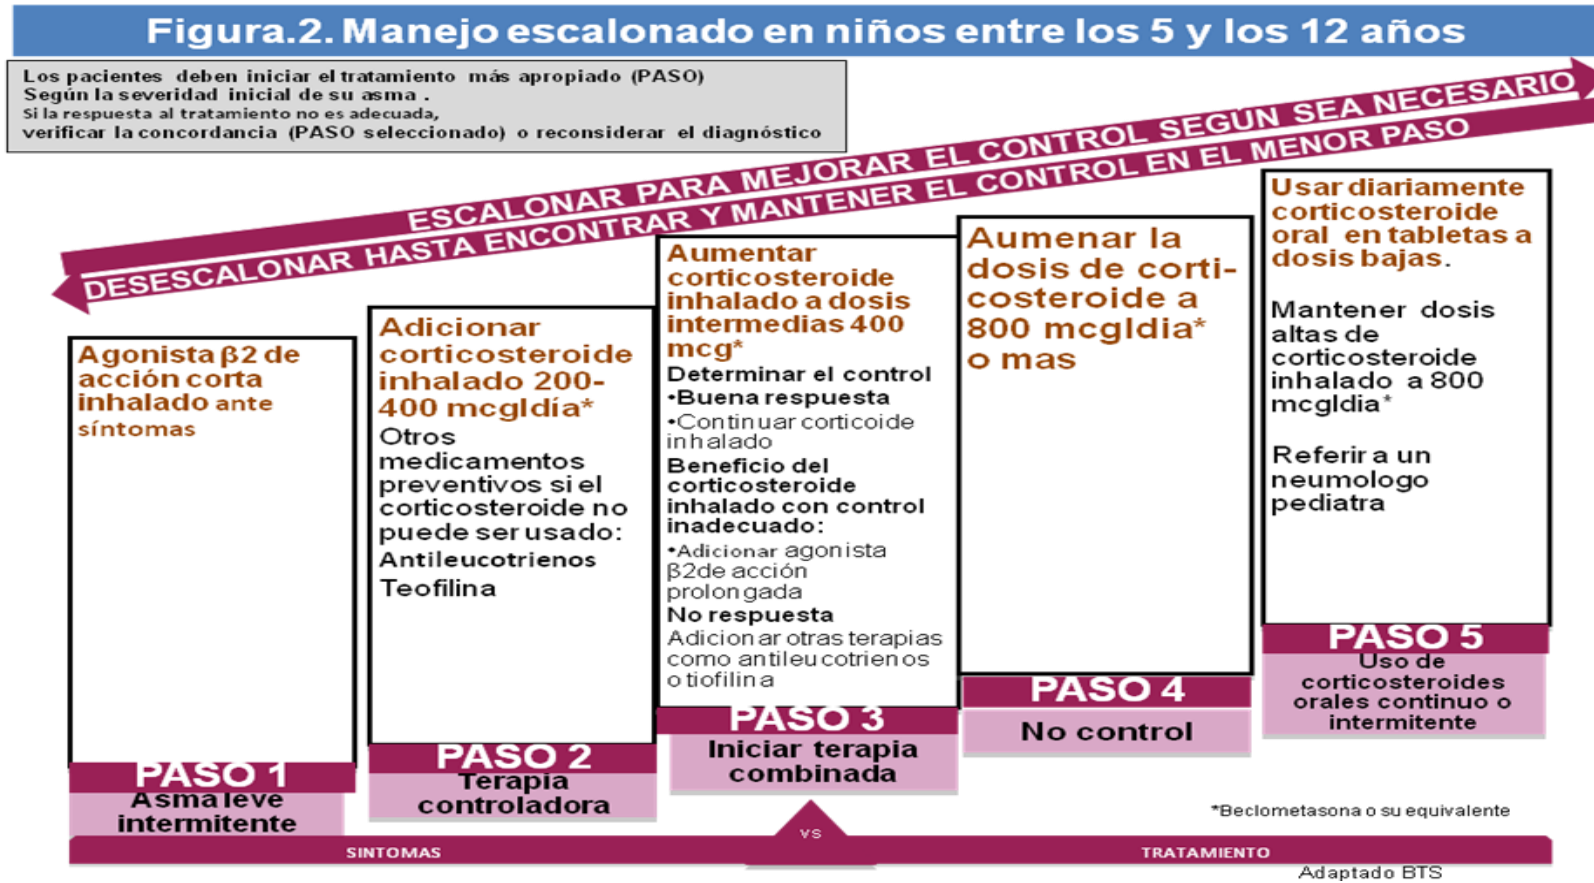 Figura.2. Manejo escalonado en niños entre los 5 y los 12 años
Los pacientes deben iniciar el tratamiento más apropiado (PASO)
Según la severidad inicial de su asma .
Si la respuesta al tratamiento no es adecuada,
verificar la concordancia (PASO seleccionado) o reconsiderar el diagnóstico
ESCALONAR PARA MEJORAR EL CONTROL SEGÚN SEA NECESARIO
DESESCALONAR HASTA ENCONTRAR Y MANTENER EL CONTROL EN EL MENOR PASO
Agonista β2 de
acción corta
inhalado ante
síntomas
PASO 1
Asma leve
intermitente
Adicionar
corticosteroide
inhalado 200-
400 mcgldía*
Otros
medicamentos
preventivos si el
corticosteroide no
puede ser usado:
Antileucotrienos
Teofilina
PASO 2
Terapia
controladora
Aumentar
corticosteroide
inhalado a dosis
intermedias 400
mcg*
Determinar el control
•Buena respuesta
•Continuar corticoide
inhalado
Beneficio del
corticosteroide
inhalado con control
inadecuado:
•Adicionar agonista
β2de acción
prolongada
No respuesta
Adicionar otras terapias
como antileucotrienos
o tiofilina
PASO 3
Iniciar terapia
combinada
Aumenar la
dosis de corti-
costeroide a
800 mcgldia*
o mas
PASO 4
No control
Usar diariamente
corticosteroide
oral en tabletas a
dosis bajas.
Mantener dosis
altas de
corticosteroide
inhalado a 800
mcgldia*
Referir a un
neumologo
pediatra
PASO 5
Uso de
corticosteroides
orales continuo o
intermitente
*Beclometasona o su equivalente
SINTOMAS
vs
TRATAMIENTO
Adaptado BTS